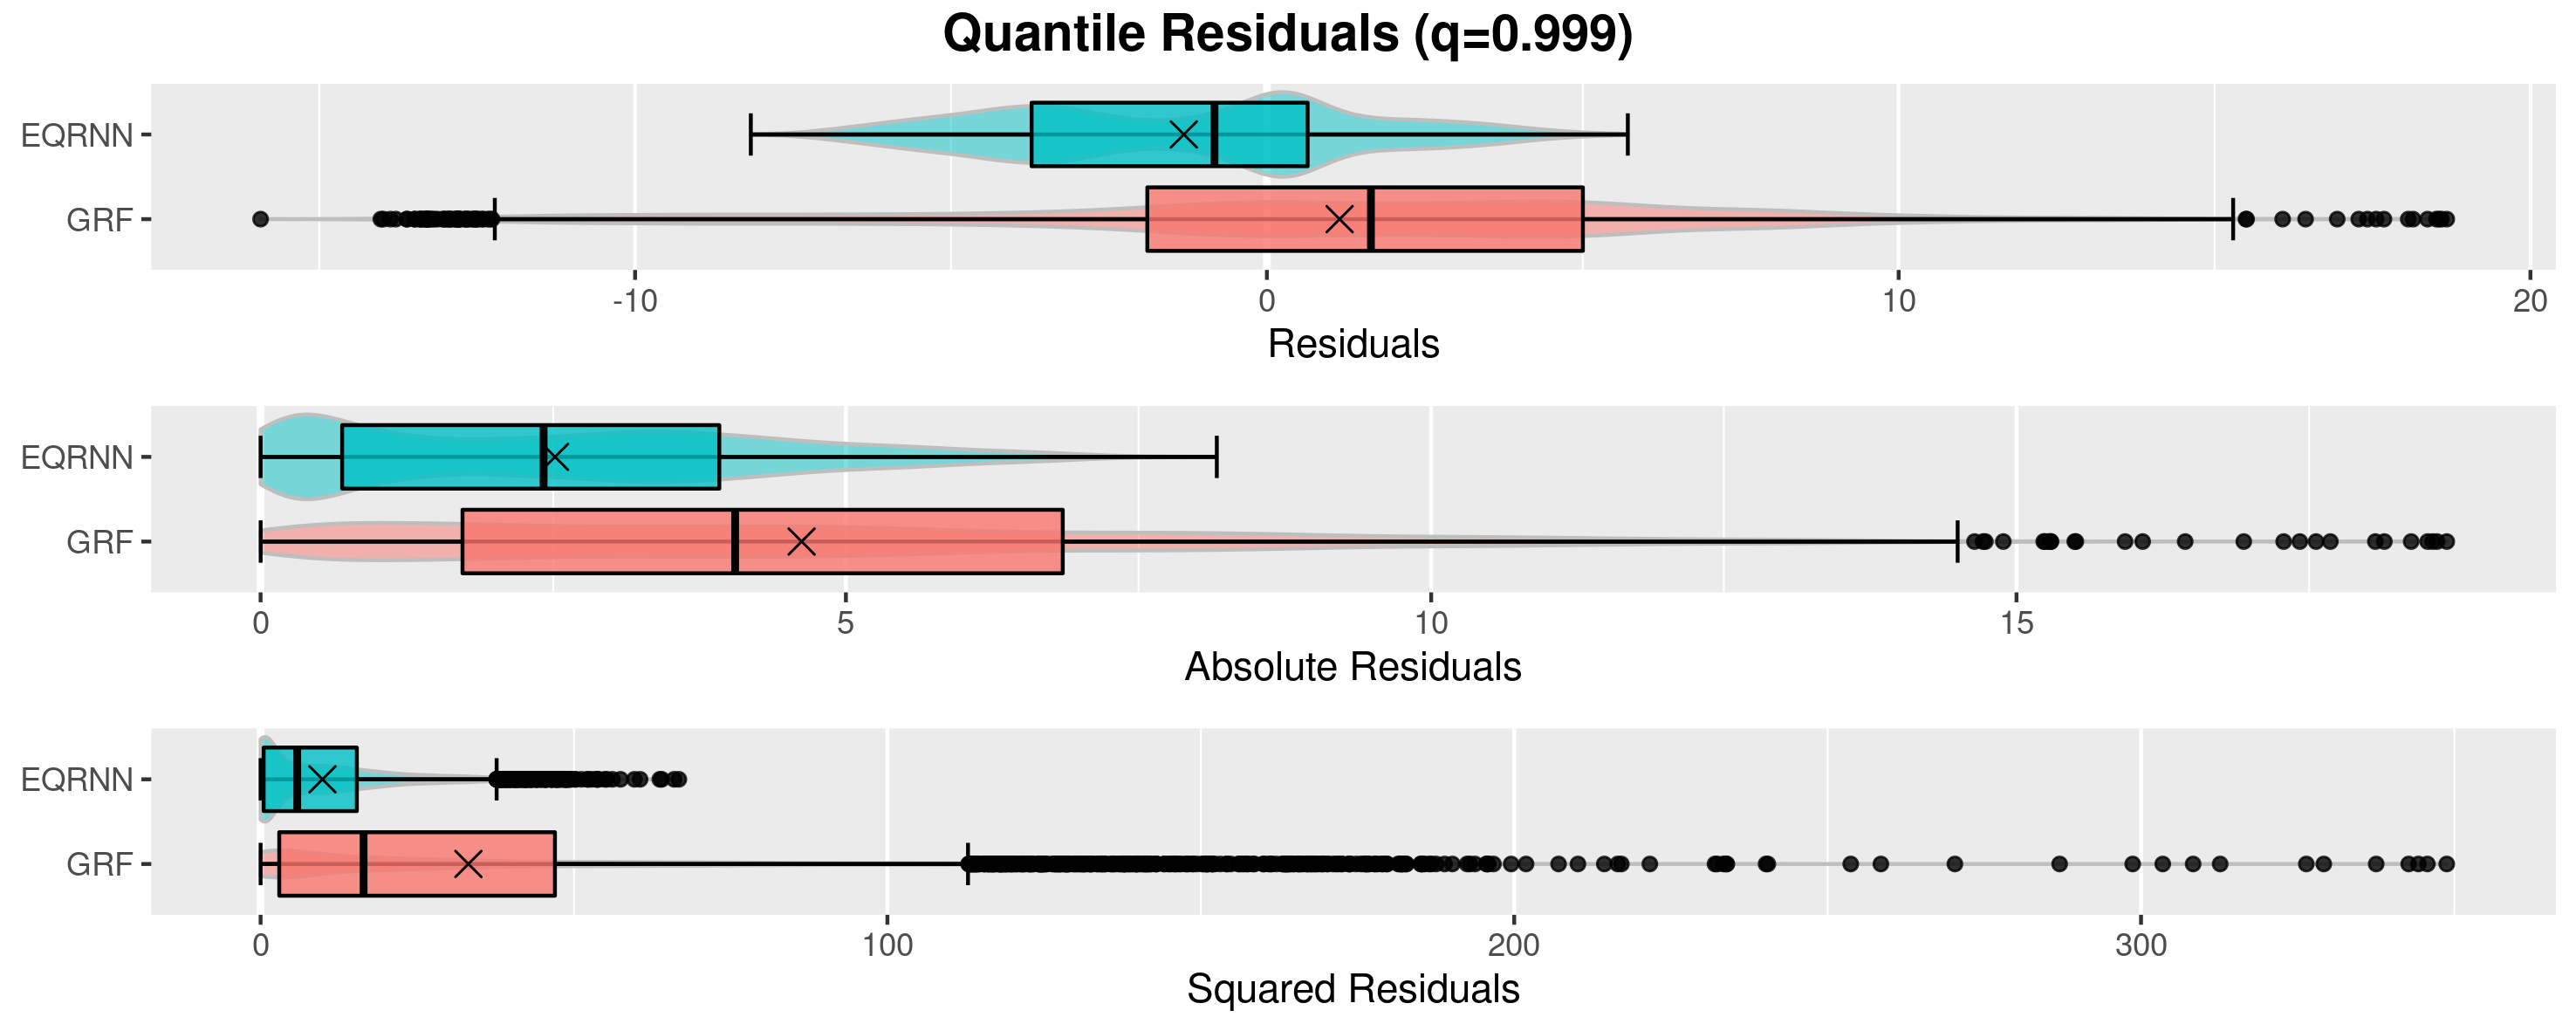 Quantile Residuals (q=0.999)
EQRNN
GRF
-10 0 10 20
Residuals
EQRNN
GRF
0 5 10 15
Absolute Residuals
EQRNN
GRF
0 100 200 300
Squared Residuals